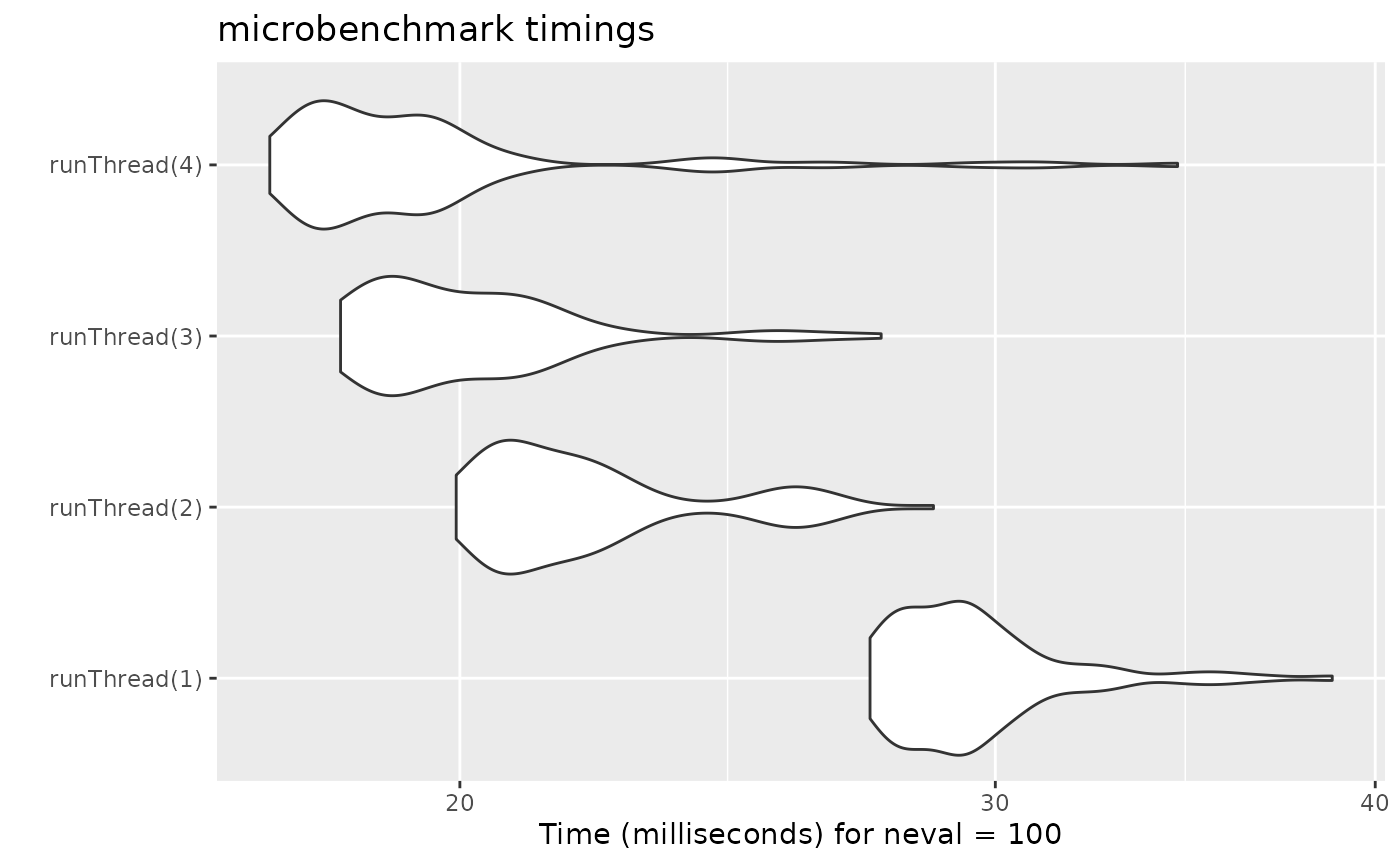 microbenchmark timings
runThread(4)
runThread(3)
runThread(2)
runThread(1)
20 30 40
Time (milliseconds) for neval = 100